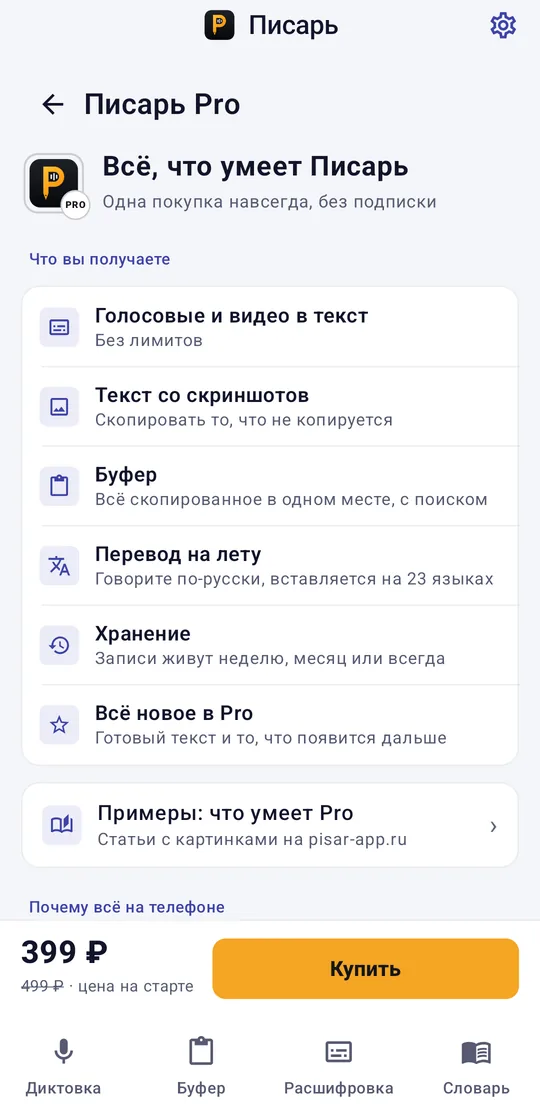 Писарь
Писарь Pro
Всё, что умеет Писарь
PRO
Одна покупка навсегда, без подписки
Что вы получаете
Голосовые и видео в текст
Без лимитов
Текст со скриншотов
Скопировать то, что не копируется
Буфер
Всё скопированное в одном месте, с поиском
Перевод на лету
Говорите по-русски, вставляется на 23 языках
Хранение
Записи живут неделю, месяц или всегда
Всё новое в Pro
Готовый текст и то, что появится дальше
Примеры: что умеет Pro
Статьи с картинками на pisar-app.ru
Почему всё на телефоне
399 ₽
499 ₽ · цена на старте
Купить
Диктовка
Буфер
Расшифровка
Словарь